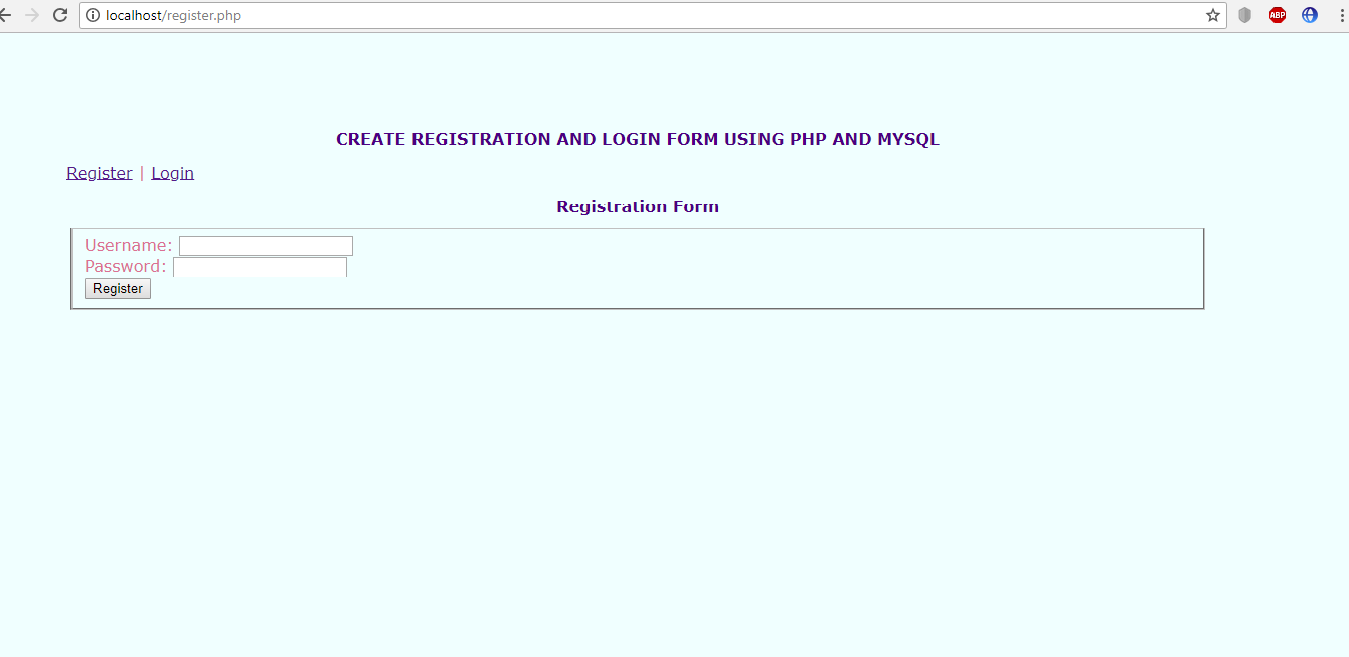 localhost/register.php
ABP
CREATE REGISTRATION AND LOGIN FORM USING PHP AND MYSQL
Register | Login
Registration Form
Username:
Password:
Register